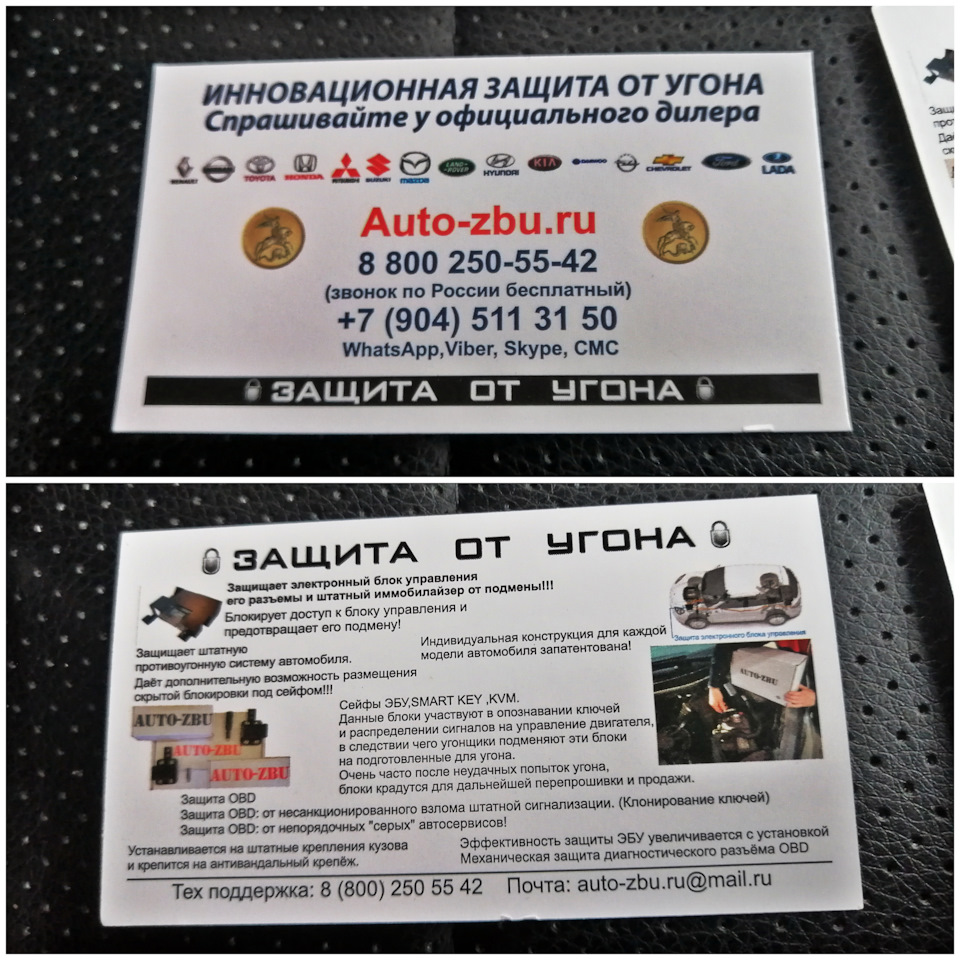 ИННОВАЦИОННАЯ ЗАЩИТА ОТ УГОНА
Спрашивайте у официального дилера
RENAULT TOYOTA HONDA MITSUBISHI SUZUKI mazda LAND ROVER HYUNDAI KIA DAEWOO CHEVROLET Ford LADA
Auto-zbu.ru
8 800 250-55-42
(звонок по России бесплатный)
+7 (904) 511 31 50
WhatsApp,Viber, Skype, СМС
ЗАЩИТА ОТ УГОНА
ЗАЩИТА ОТ УГОНА
Защищает электронный блок управления
его разъемы и штатный иммобилайзер от подмены!!!
Блокирует доступ к блоку управления и
предотвращает его подмену!
Защита электронного блока управления
Индивидуальная конструкция для каждой
модели автомобиля запатентована!
Защищает штатную
противоугонную систему автомобиля.
Даёт дополнительную возможность размещения
скрытой блокировки под сейфом!!!
AUTO-ZBU
AUTO-ZBU
AUTO-ZBU
AUTO-ZBU
Сейфы ЭБУ,SMART KEY ,KVM.
Данные блоки участвуют в опознавании ключей
и распределении сигналов на управление двигателя,
в следствии чего угонщики подменяют эти блоки
на подготовленные для угона.
Очень часто после неудачных попыток угона,
блоки крадутся для дальнейшей перепрошивки и продажи.
Защита OBD
Защита OBD: от несанкционированного взлома штатной сигнализации. (Клонирование ключей)
Защита OBD: от непорядочных "серых" автосервисов!
Устанавливается на штатные крепления кузова
и крепится на антивандальный крепёж.
Эффективность защиты ЭБУ увеличивается с установкой
Механическая защита диагностического разъёма OBD
Тех поддержка: 8 (800) 250 55 42 Почта: auto-zbu.ru@mail.ru